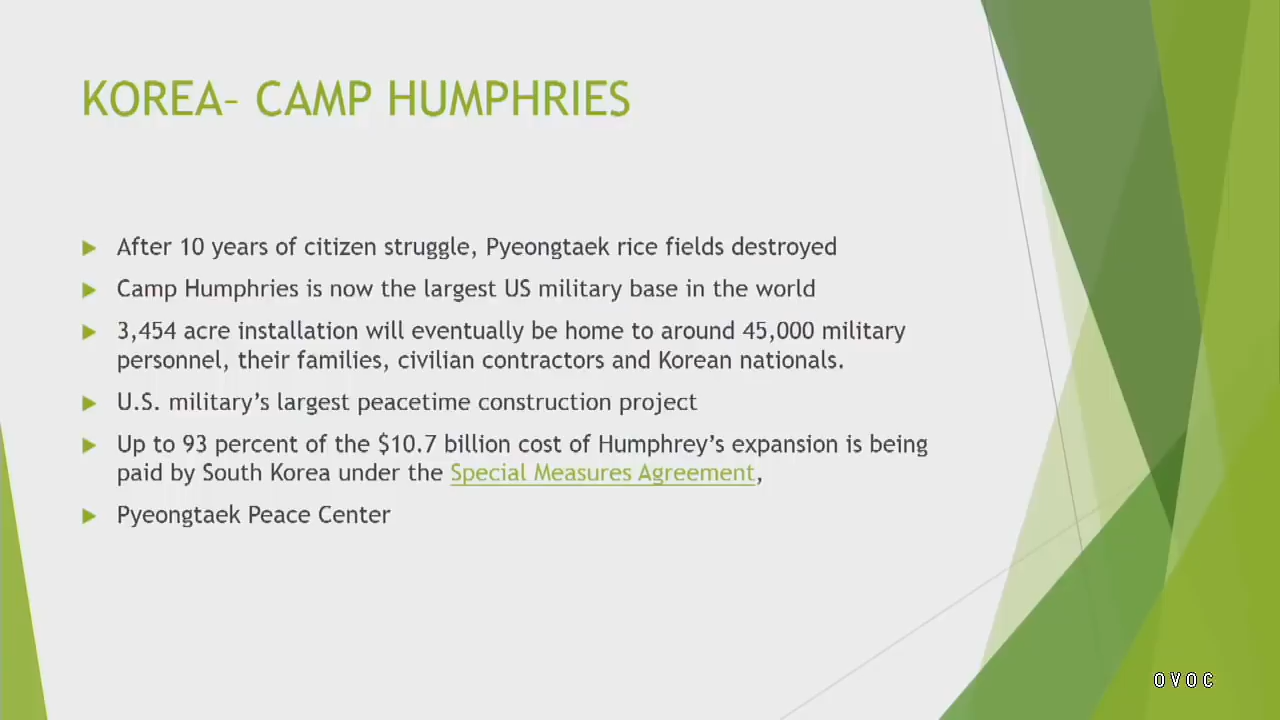 KOREA– CAMP HUMPHRIES
After 10 years of citizen struggle, Pyeongtaek rice fields destroyed
Camp Humphries is now the largest US military base in the world
3,454 acre installation will eventually be home to around 45,000 military
personnel, their families, civilian contractors and Korean nationals.
U.S. military’s largest peacetime construction project
Up to 93 percent of the $10.7 billion cost of Humphrey’s expansion is being
paid by South Korea under the Special Measures Agreement,
Pyeongtaek Peace Center
OVOC